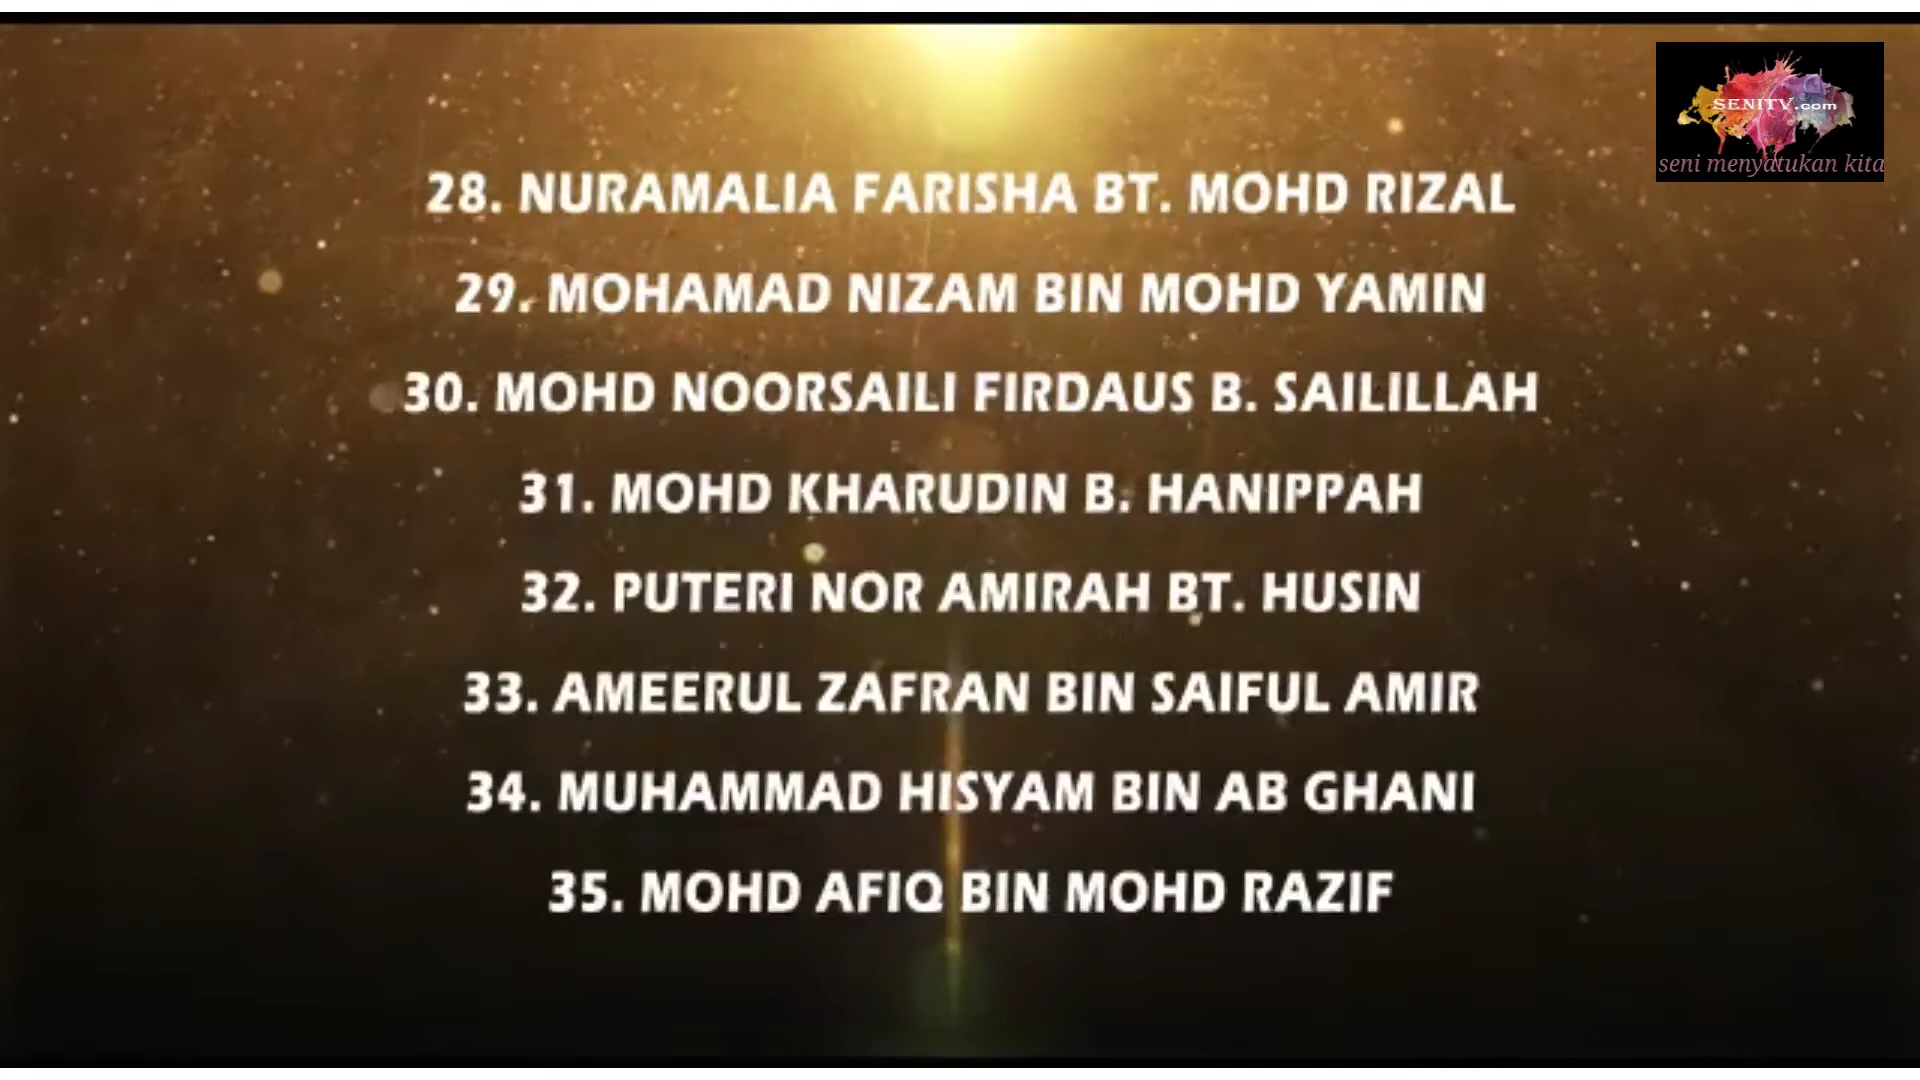 SENITV.com
seni menyatukan kita
28. NURAMALIA FARISHA BT. MOHD RIZAL
29. MOHAMAD NIZAM BIN MOHD YAMIN
30. MOHD NOORSAILI FIRDAUS B. SAILILLAH
31. MOHD KHARUDIN B. HANIPPAH
32. PUTERI NOR AMIRAH BT. HUSIN
33. AMEERUL ZAFRAN BIN SAIFUL AMIR
34. MUHAMMAD HISYAM BIN AB GHANI
35. MOHD AFIQ BIN MOHD RAZIF